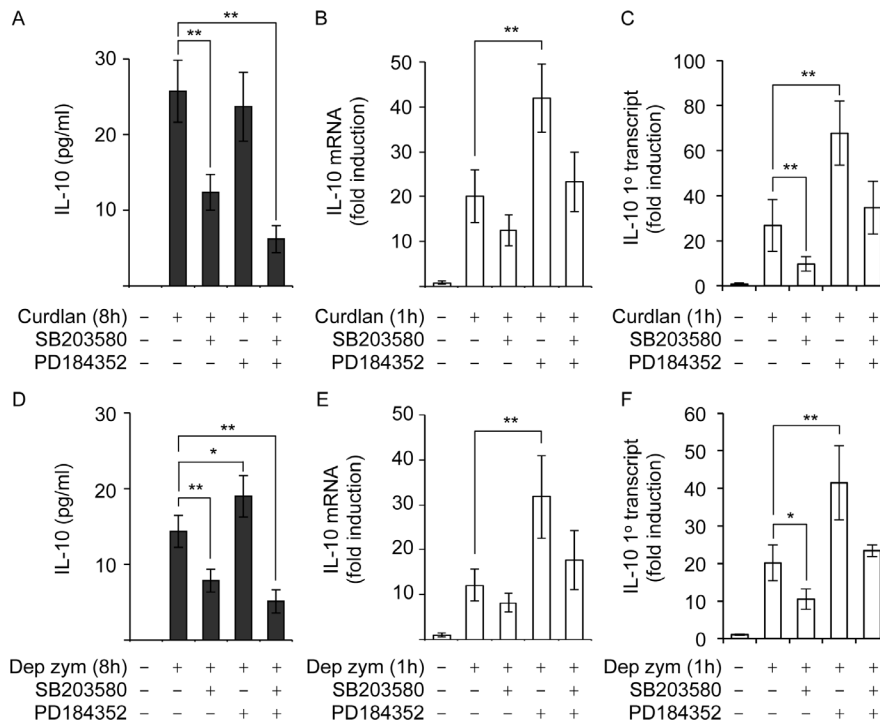 A
IL-10 (pg/ml)
30
20
10
**
**
Curdlan (8h) – + + + +
SB203580 – – + – +
PD184352 – – – + +
B
IL-10 mRNA
(fold induction)
50
40
30
20
10
**
Curdlan (1h) – + + + +
SB203580 – – + – +
PD184352 – – – + +
C
IL-10 1º transcript
(fold induction)
100
80
60
40
20
0
**
**
Curdlan (1h) – + + + +
SB203580 – – + – +
PD184352 – – – + +
D
IL-10 (pg/ml)
30
20
10
**
*
**
Dep zym (8h) – + + + +
SB203580 – – + – +
PD184352 – – – + +
E
IL-10 mRNA
(fold induction)
50
40
30
20
10
**
Dep zym (1h) – + + + +
SB203580 – – + – +
PD184352 – – – + +
F
IL-10 1º transcript
(fold induction)
60
50
40
30
20
10
0
**
*
Dep zym (1h) – + + + +
SB203580 – – + – +
PD184352 – – – + +